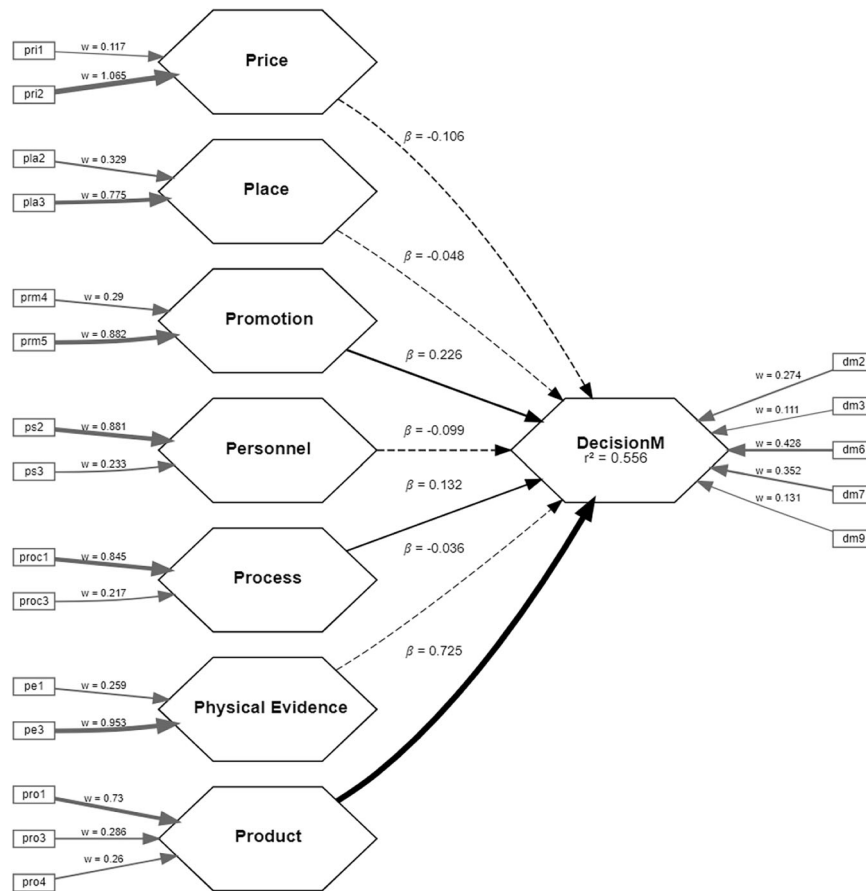 pri1
w = 0.117
w = 1.065
pri2
Price
β = -0.106
pla2
w = 0.329
w = 0.775
pla3
Place
β = -0.048
prm4
w = 0.29
w = 0.882
prm5
Promotion
β = 0.226
ps2
w = 0.881
w = 0.233
ps3
Personnel
β = -0.099
proc1
w = 0.845
w = 0.217
proc3
Process
β = 0.132
pe1
w = 0.259
w = 0.953
pe3
Physical Evidence
β = -0.036
pro1
w = 0.73
pro3
w = 0.286
w = 0.26
pro4
Product
β = 0.725
DecisionM
r² = 0.556
dm2
w = 0.274
dm3
w = 0.111
dm6
w = 0.428
dm7
w = 0.352
dm9
w = 0.131